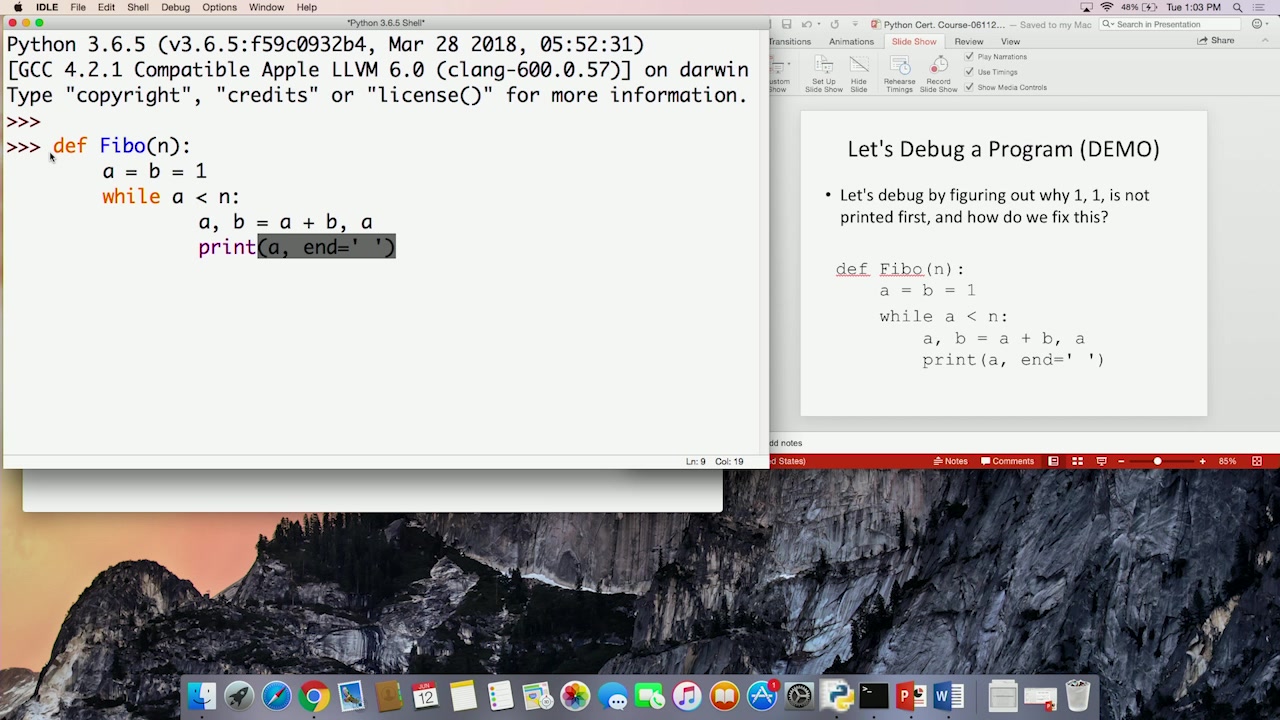 IDLE File Edit Shell Debug Options Window Help
48% Tue 1:03 PM
*Python 3.6.5 Shell*
Python 3.6.5 (v3.6.5:f59c0932b4, Mar 28 2018, 05:52:31)
[GCC 4.2.1 Compatible Apple LLVM 6.0 (clang-600.0.57)] on darwin
Type "copyright", "credits" or "license()" for more information.
>>>
>>> def Fibo(n):
a = b = 1
while a < n:
a, b = a + b, a
print(a, end=' ')
Ln: 9 Col: 19
Python Cert. Course-06112... — Saved to my Mac
Search in Presentation
Animations Slide Show Review View
Share
Set Up
Slide Show
Hide
Slide
Rehearse
Timings
Record
Slide Show
Play Narrations
Use Timings
Show Media Controls
Let's Debug a Program (DEMO)
• Let's debug by figuring out why 1, 1, is not
printed first, and how do we fix this?
def Fibo(n):
a = b = 1
while a < n:
a, b = a + b, a
print(a, end=' ')
dd notes
d States)
Notes Comments
85%
JUN
12
1